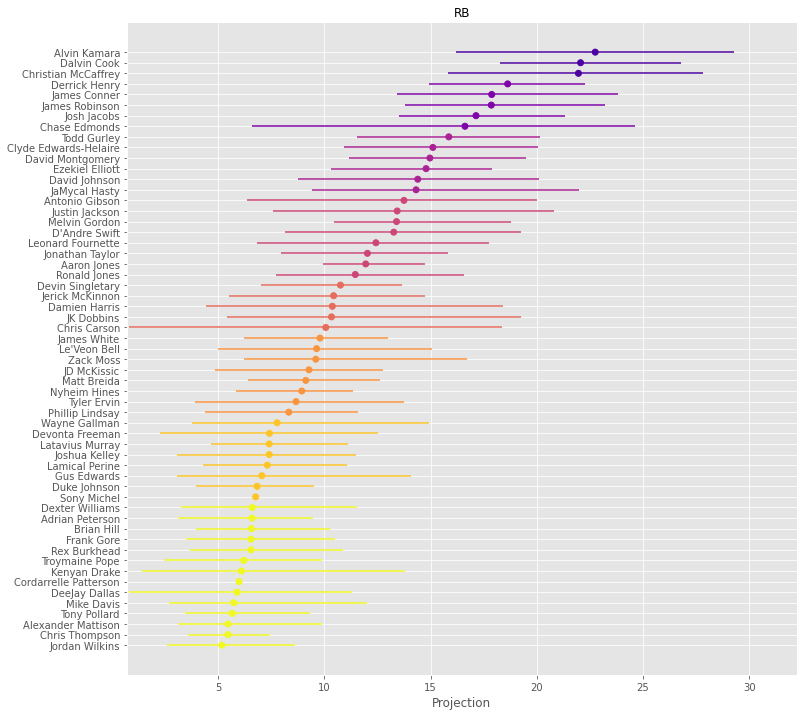 RB
Alvin Kamara
Dalvin Cook
Christian McCaffrey
Derrick Henry
James Conner
James Robinson
Josh Jacobs
Chase Edmonds
Todd Gurley
Clyde Edwards-Helaire
David Montgomery
Ezekiel Elliott
David Johnson
JaMycal Hasty
Antonio Gibson
Justin Jackson
Melvin Gordon
D'Andre Swift
Leonard Fournette
Jonathan Taylor
Aaron Jones
Ronald Jones
Devin Singletary
Jerick McKinnon
Damien Harris
JK Dobbins
Chris Carson
James White
Le'Veon Bell
Zack Moss
JD McKissic
Matt Breida
Nyheim Hines
Tyler Ervin
Phillip Lindsay
Wayne Gallman
Devonta Freeman
Latavius Murray
Joshua Kelley
Lamical Perine
Gus Edwards
Duke Johnson
Sony Michel
Dexter Williams
Adrian Peterson
Brian Hill
Frank Gore
Rex Burkhead
Troymaine Pope
Kenyan Drake
Cordarrelle Patterson
DeeJay Dallas
Mike Davis
Tony Pollard
Alexander Mattison
Chris Thompson
Jordan Wilkins
5 10 15 20 25 30
Projection